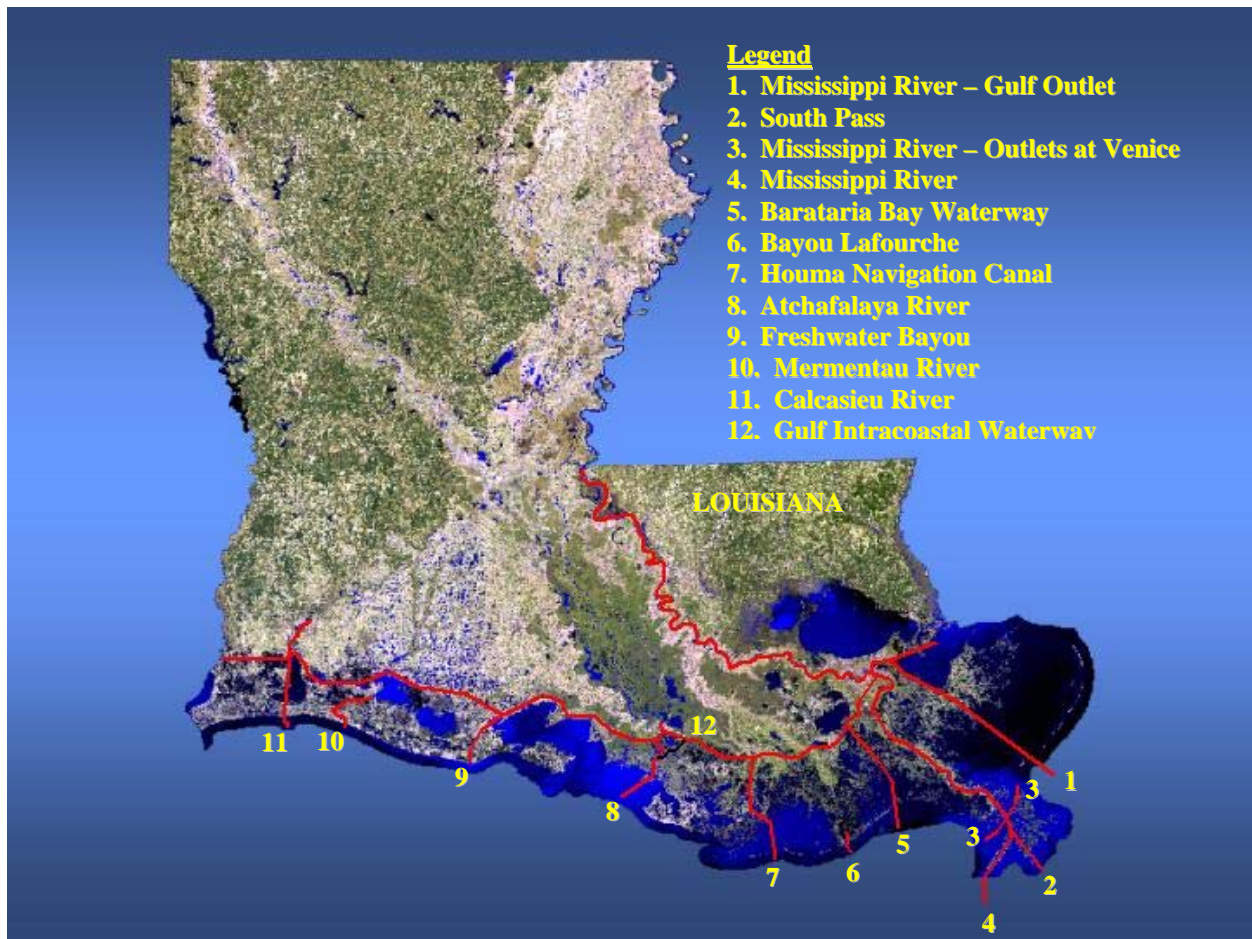 Legend
1. Mississippi River – Gulf Outlet
2. South Pass
3. Mississippi River – Outlets at Venice
4. Mississippi River
5. Barataria Bay Waterway
6. Bayou Lafourche
7. Houma Navigation Canal
8. Atchafalaya River
9. Freshwater Bayou
10. Mermentau River
11. Calcasieu River
12. Gulf Intracoastal Waterway
LOUISIANA
12
11
10
9
8
7
6
5
3
3
1
2
4